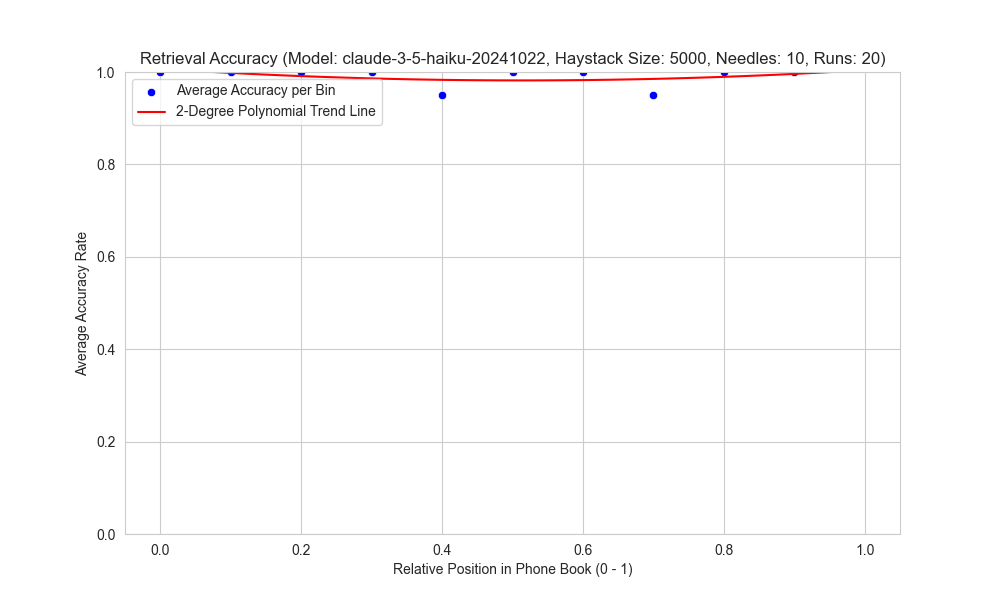 Retrieval Accuracy (Model: claude-3-5-haiku-20241022, Haystack Size: 5000, Needles: 10, Runs: 20)
Average Accuracy per Bin
2-Degree Polynomial Trend Line
1.0
0.8
0.6
0.4
0.2
0.0
Average Accuracy Rate
0.0 0.2 0.4 0.6 0.8 1.0
Relative Position in Phone Book (0 - 1)